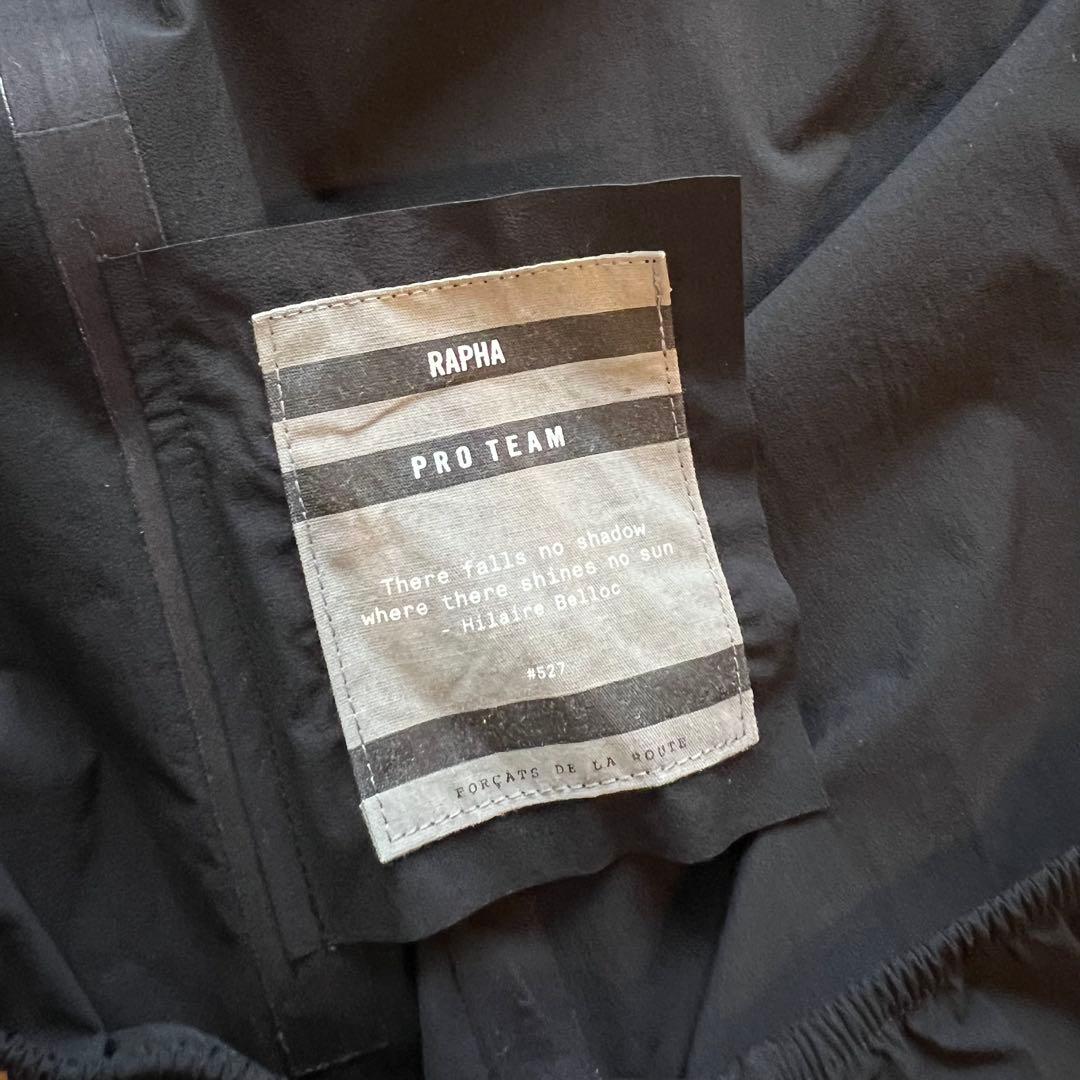 RAPHA
PRO TEAM
There falls no shadow
where there shines no sun
- Hilaire Belloc
#527
FORÇATS DE LA ROUTE